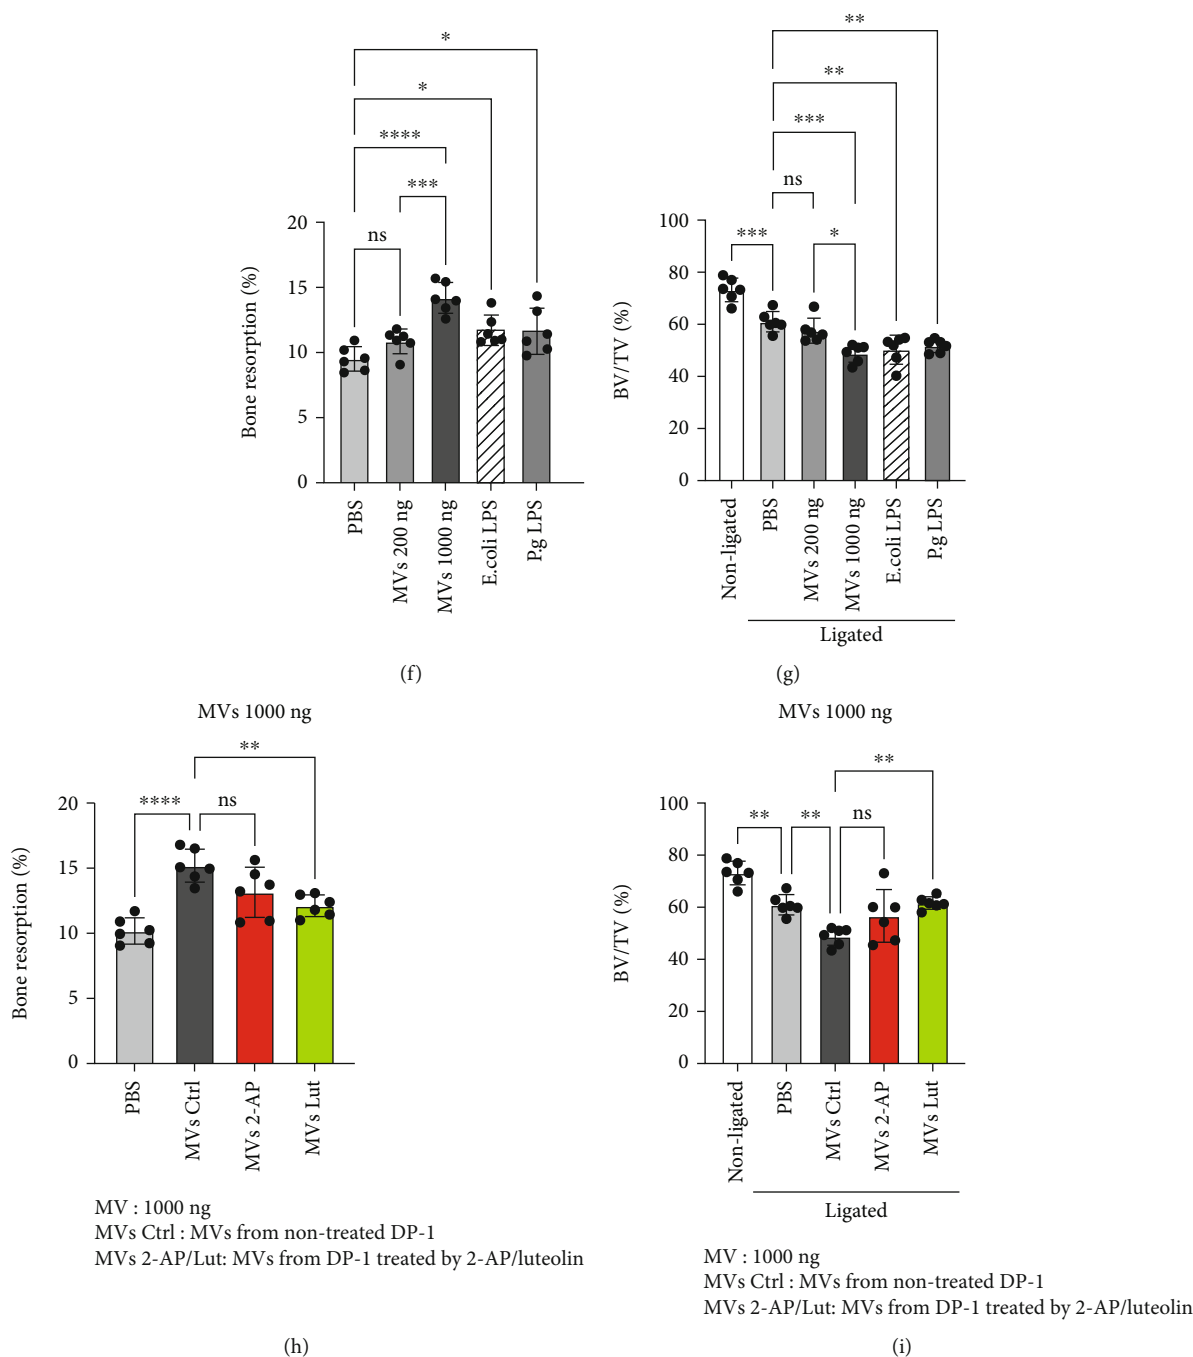 *
*
****
***
ns
20
15
10
5
0
Bone resorption (%)
PBS
MVs 200 ng
MVs 1000 ng
E.coli LPS
P.g LPS
(f)
**
**
***
ns
***
*
100
80
60
40
20
0
BV/TV (%)
Non-ligated
PBS
MVs 200 ng
MVs 1000 ng
E.coli LPS
P.g LPS
Ligated
(g)
MVs 1000 ng
**
****
ns
20
15
10
5
0
Bone resorption (%)
PBS
MVs Ctrl
MVs 2-AP
MVs Lut
MV : 1000 ng
MVs Ctrl : MVs from non-treated DP-1
MVs 2-AP/Lut: MVs from DP-1 treated by 2-AP/luteolin
(h)
MVs 1000 ng
**
**
**
ns
100
80
60
40
20
0
BV/TV (%)
Non-ligated
PBS
MVs Ctrl
MVs 2-AP
MVs Lut
Ligated
MV : 1000 ng
MVs Ctrl : MVs from non-treated DP-1
MVs 2-AP/Lut: MVs from DP-1 treated by 2-AP/luteolin
(i)